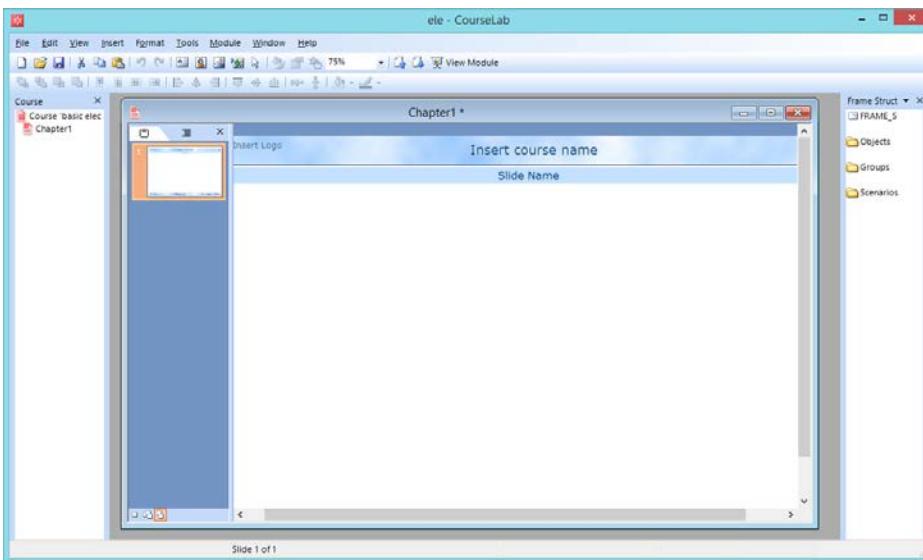 ele - CourseLab
File Edit View Insert Format Tools Module Window Help
75% View Module
Course
Course 'basic elec
Chapter1
Chapter1 *
1
Insert Logo
Insert course name
Slide Name
Frame Struct
FRAME_S
Objects
Groups
Scenarios
Slide 1 of 1